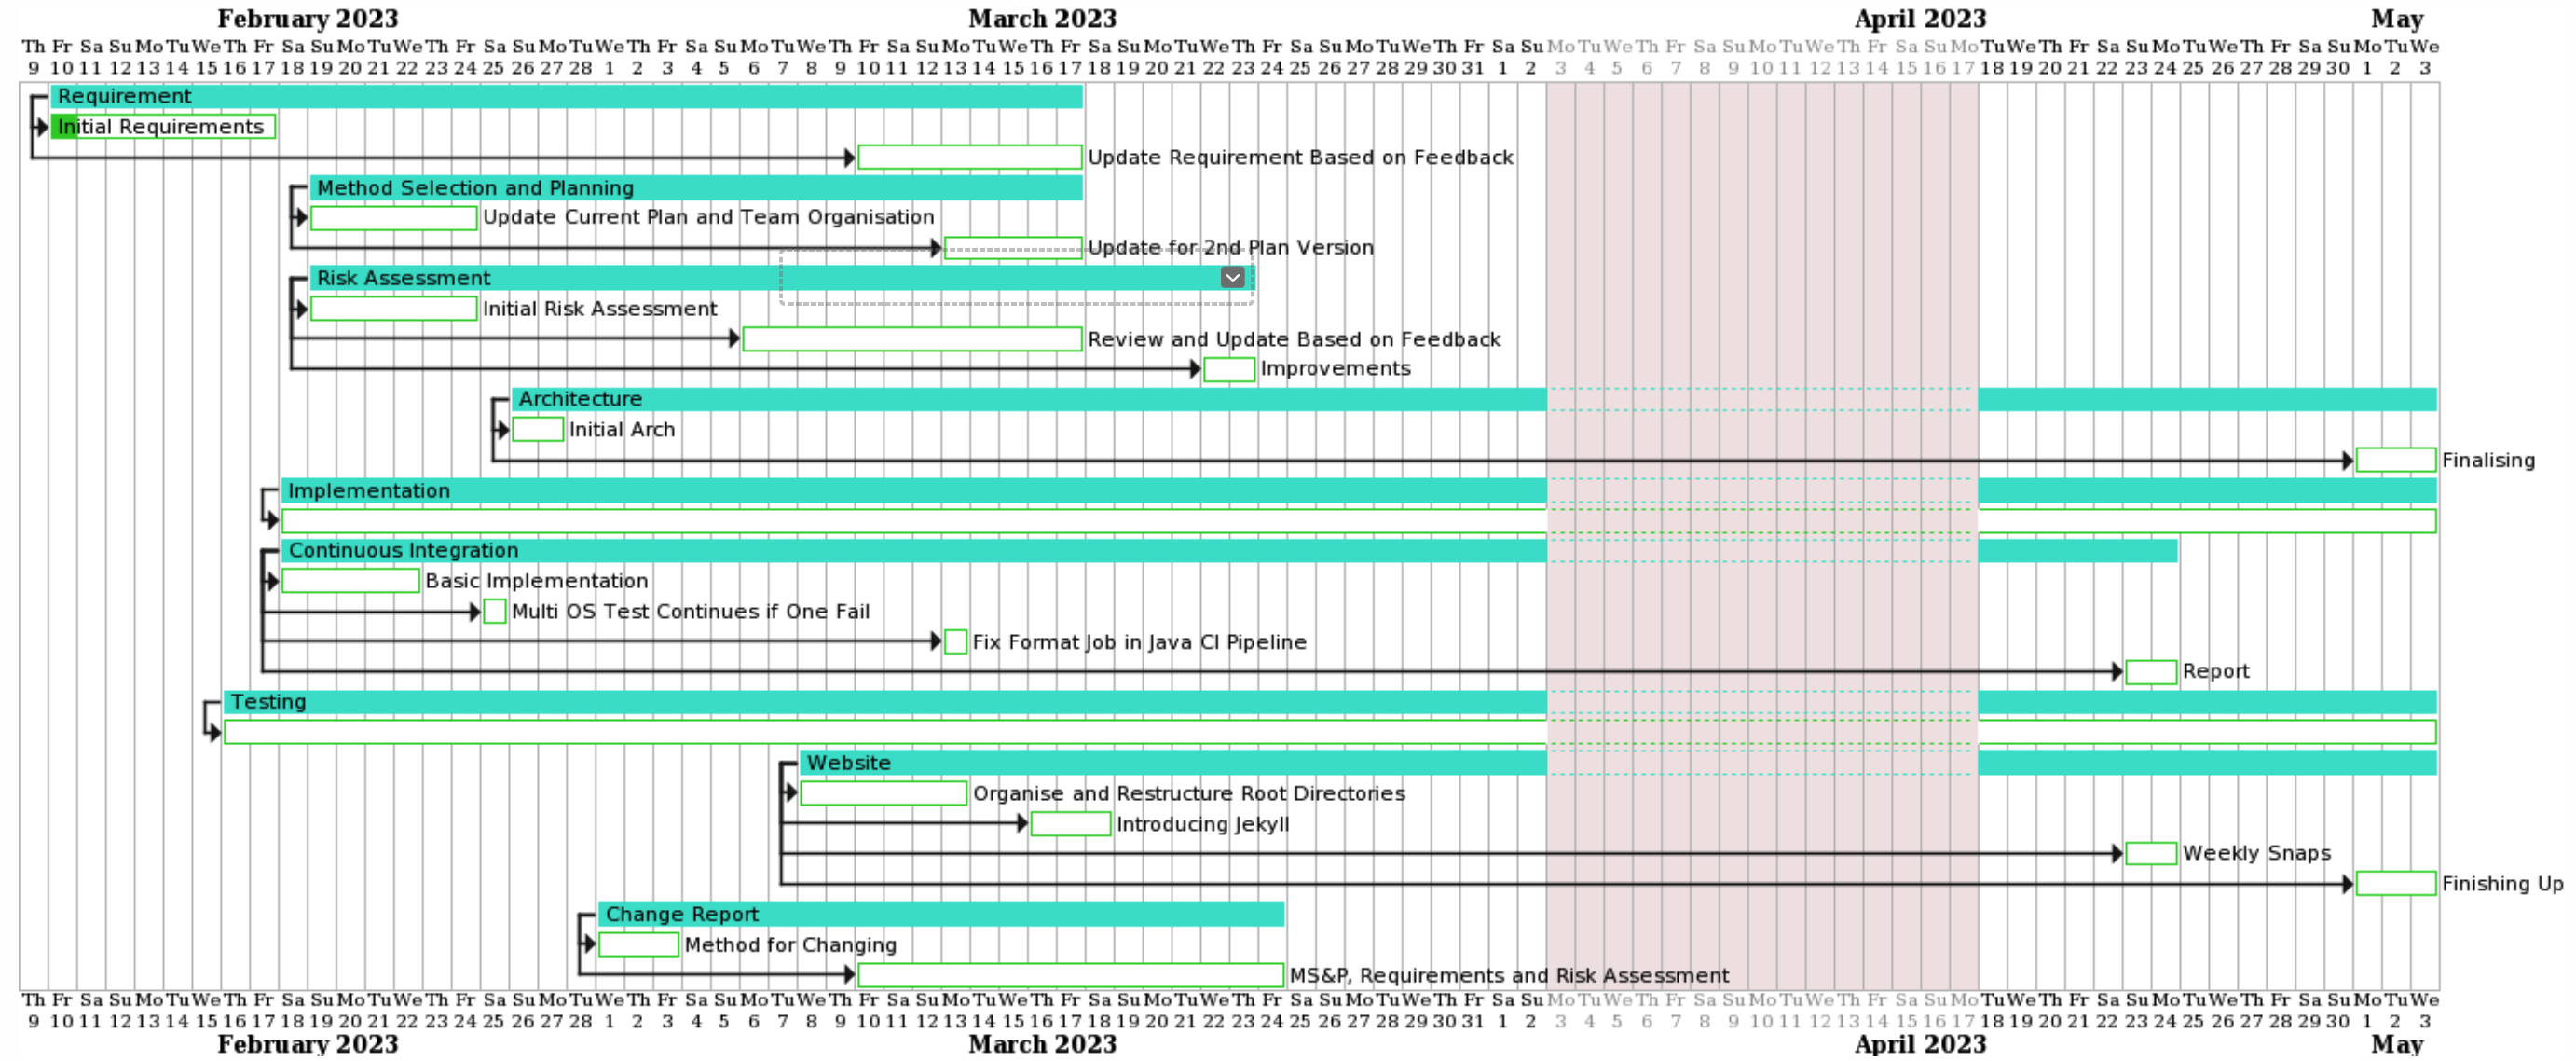 February 2023 March 2023 April 2023 May
Th Fr Sa Su Mo Tu We Th Fr Sa Su Mo Tu We Th Fr Sa Su Mo Tu We Th Fr Sa Su Mo Tu We Th Fr Sa Su Mo Tu We Th Fr Sa Su Mo Tu We Th Fr Sa Su Mo Tu We Th Fr Sa Su Mo Tu We Th Fr Sa Su Mo Tu We Th Fr Sa Su Mo Tu We Th Fr Sa Su Mo Tu We Th Fr Sa Su Mo Tu We
9 10 11 12 13 14 15 16 17 18 19 20 21 22 23 24 25 26 27 28 1 2 3 4 5 6 7 8 9 10 11 12 13 14 15 16 17 18 19 20 21 22 23 24 25 26 27 28 29 30 31 1 2 3 4 5 6 7 8 9 10 11 12 13 14 15 16 17 18 19 20 21 22 23 24 25 26 27 28 29 30 1 2 3
Requirement
Initial Requirements
Update Requirement Based on Feedback
Method Selection and Planning
Update Current Plan and Team Organisation
Update for 2nd Plan Version
Risk Assessment
Initial Risk Assessment
Review and Update Based on Feedback
Improvements
Architecture
Initial Arch
Finalising
Implementation
Continuous Integration
Basic Implementation
Multi OS Test Continues if One Fail
Fix Format Job in Java CI Pipeline
Report
Testing
Website
Organise and Restructure Root Directories
Introducing Jekyll
Weekly Snaps
Finishing Up
Change Report
Method for Changing
MS&P, Requirements and Risk Assessment
Th Fr Sa Su Mo Tu We Th Fr Sa Su Mo Tu We Th Fr Sa Su Mo Tu We Th Fr Sa Su Mo Tu We Th Fr Sa Su Mo Tu We Th Fr Sa Su Mo Tu We Th Fr Sa Su Mo Tu We Th Fr Sa Su Mo Tu We Th Fr Sa Su Mo Tu We Th Fr Sa Su Mo Tu We Th Fr Sa Su Mo Tu We Th Fr Sa Su Mo Tu We
9 10 11 12 13 14 15 16 17 18 19 20 21 22 23 24 25 26 27 28 1 2 3 4 5 6 7 8 9 10 11 12 13 14 15 16 17 18 19 20 21 22 23 24 25 26 27 28 29 30 31 1 2 3 4 5 6 7 8 9 10 11 12 13 14 15 16 17 18 19 20 21 22 23 24 25 26 27 28 29 30 1 2 3
February 2023 March 2023 April 2023 May